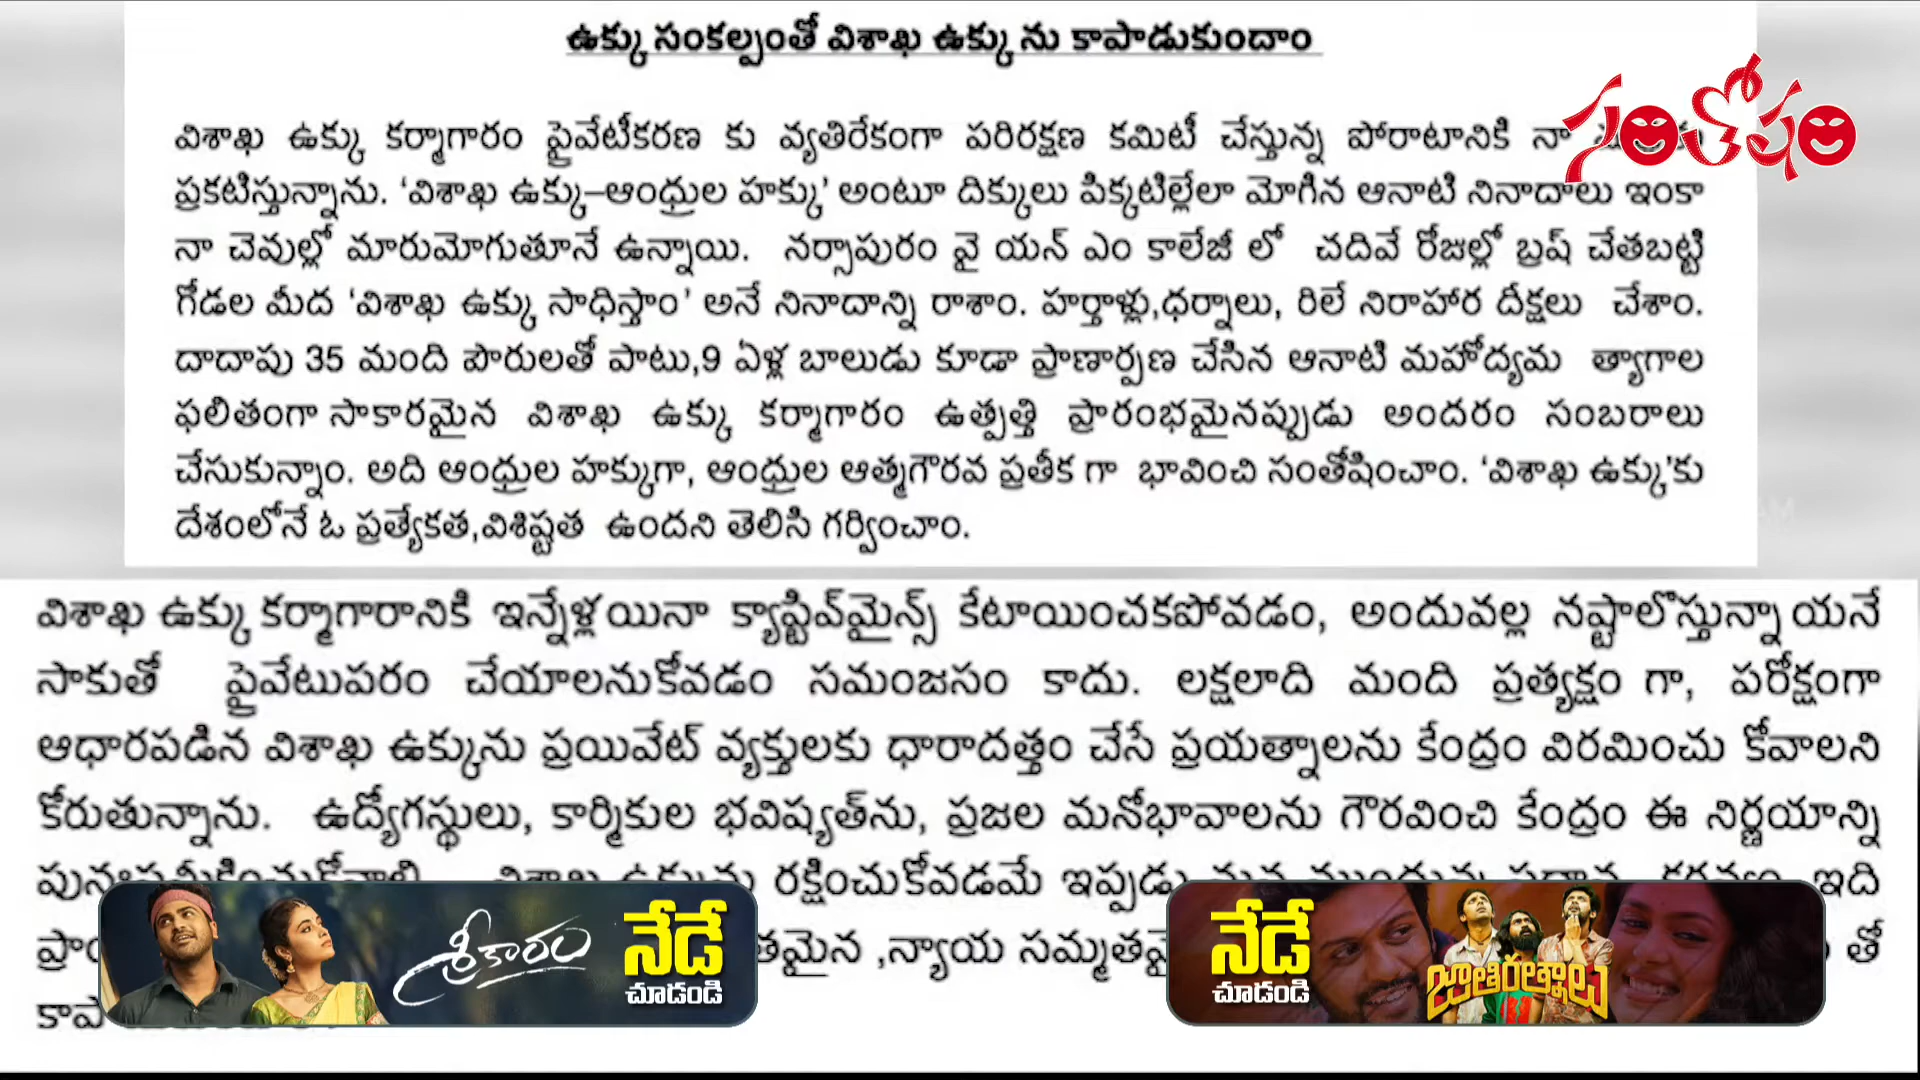 ఉక్కు సంకల్పంతో విశాఖ ఉక్కు ను కాపాడుకుందాం
సంతోషం
విశాఖ ఉక్కు కర్మాగారం ప్రైవేటీకరణ కు వ్యతిరేకంగా పరిరక్షణ కమిటీ చేస్తున్న పోరాటానికి నా
ప్రకటిస్తున్నాను. ‘విశాఖ ఉక్కు–ఆంధ్రుల హక్కు’ అంటూ దిక్కులు పిక్కటిల్లేలా మోగిన ఆనాటి నినాదాలు ఇంకా
నా చెవుల్లో మారుమోగుతూనే ఉన్నాయి. నర్సాపురం వై యన్ ఎం కాలేజీ లో చదివే రోజుల్లో బ్రష్ చేతబట్టి
గోడల మీద ‘విశాఖ ఉక్కు సాధిస్తాం’ అనే నినాదాన్ని రాశాం. హర్తాళ్లు,ధర్నాలు, రిలే నిరాహార దీక్షలు చేశాం.
దాదాపు 35 మంది పౌరులతో పాటు,9 ఏళ్ల బాలుడు కూడా ప్రాణార్పణ చేసిన ఆనాటి మహోద్యమ త్యాగాల
ఫలితంగా సాకారమైన విశాఖ ఉక్కు కర్మాగారం ఉత్పత్తి ప్రారంభమైనప్పుడు అందరం సంబరాలు
చేసుకున్నాం. అది ఆంధ్రుల హక్కుగా, ఆంధ్రుల ఆత్మగౌరవ ప్రతీక గా భావించి సంతోషించాం. ‘విశాఖ ఉక్కు’కు
దేశంలోనే ఓ ప్రత్యేకత,విశిష్టత ఉందని తెలిసి గర్వించాం.
విశాఖ ఉక్కు కర్మాగారానికి ఇన్నేళ్లయినా క్యాప్టివ్‌మైన్స్ కేటాయించకపోవడం, అందువల్ల నష్టాలొస్తున్నాయనే
సాకుతో ప్రైవేటుపరం చేయాలనుకోవడం సమంజసం కాదు. లక్షలాది మంది ప్రత్యక్షం గా, పరోక్షంగా
ఆధారపడిన విశాఖ ఉక్కును ప్రయివేట్ వ్యక్తులకు ధారాదత్తం చేసే ప్రయత్నాలను కేంద్రం విరమించు కోవాలని
కోరుతున్నాను. ఉద్యోగస్థులు, కార్మికుల భవిష్యత్‌ను, ప్రజల మనోభావాలను గౌరవించి కేంద్రం ఈ నిర్ణయాన్ని
రక్షించుకోవడమే ఇప్పడు ఇది
,న్యాయ తో
శ్రీకారం నేడే చూడండి
నేడే చూడండి జాతిరత్నాలు